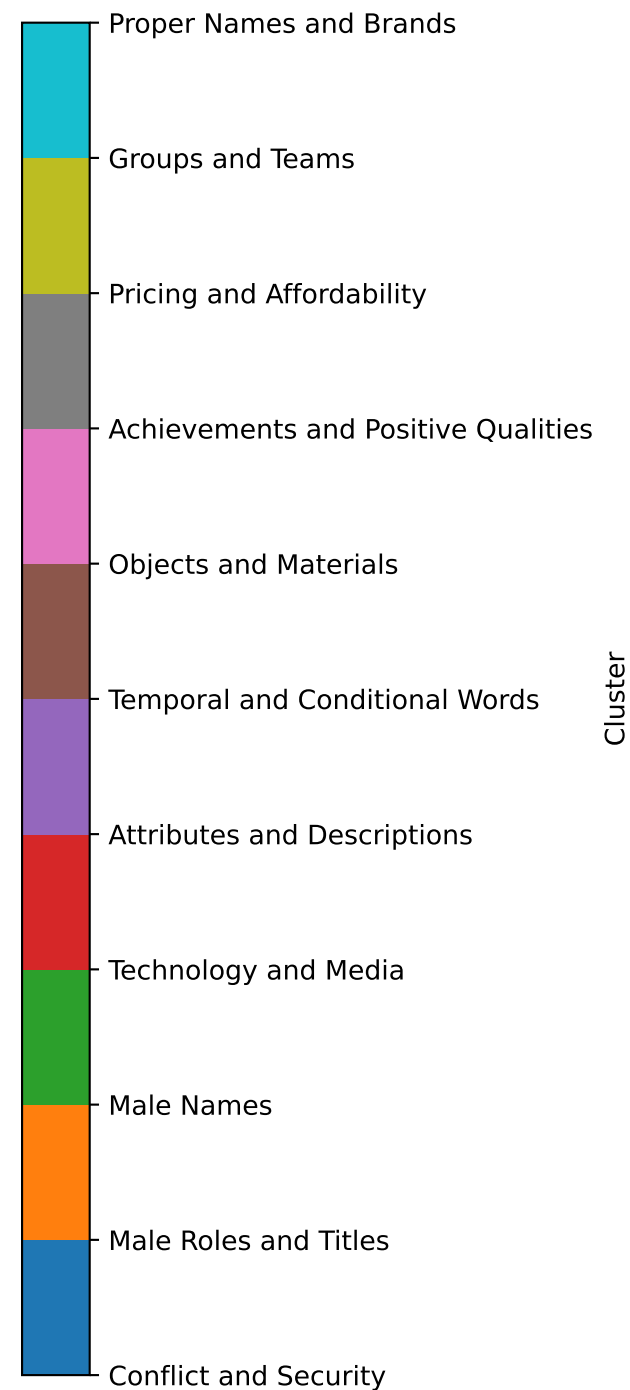 Proper Names and Brands
Groups and Teams
Pricing and Affordability
Achievements and Positive Qualities
Objects and Materials
Temporal and Conditional Words
Attributes and Descriptions
Technology and Media
Male Names
Male Roles and Titles
Conflict and Security
Cluster